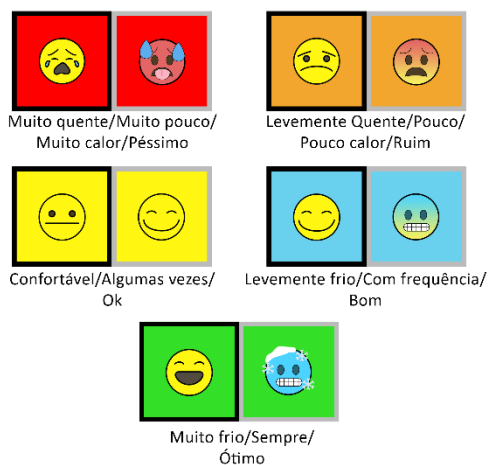 Muito quente/Muito pouco/
Muito calor/Péssimo
Levemente Quente/Pouco/
Pouco calor/Ruim
Confortável/Algumas vezes/
Ok
Levemente frio/Com frequência/
Bom
Muito frio/Sempre/
Ótimo